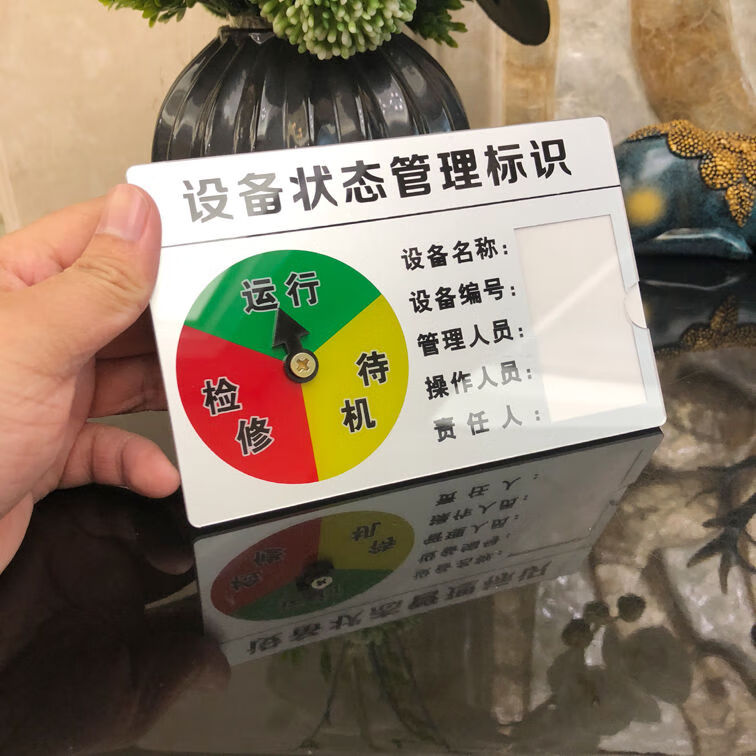 设备状态管理标识
运行
待机
检修
设备名称:
设备编号:
管理人员:
操作人员:
责任人: